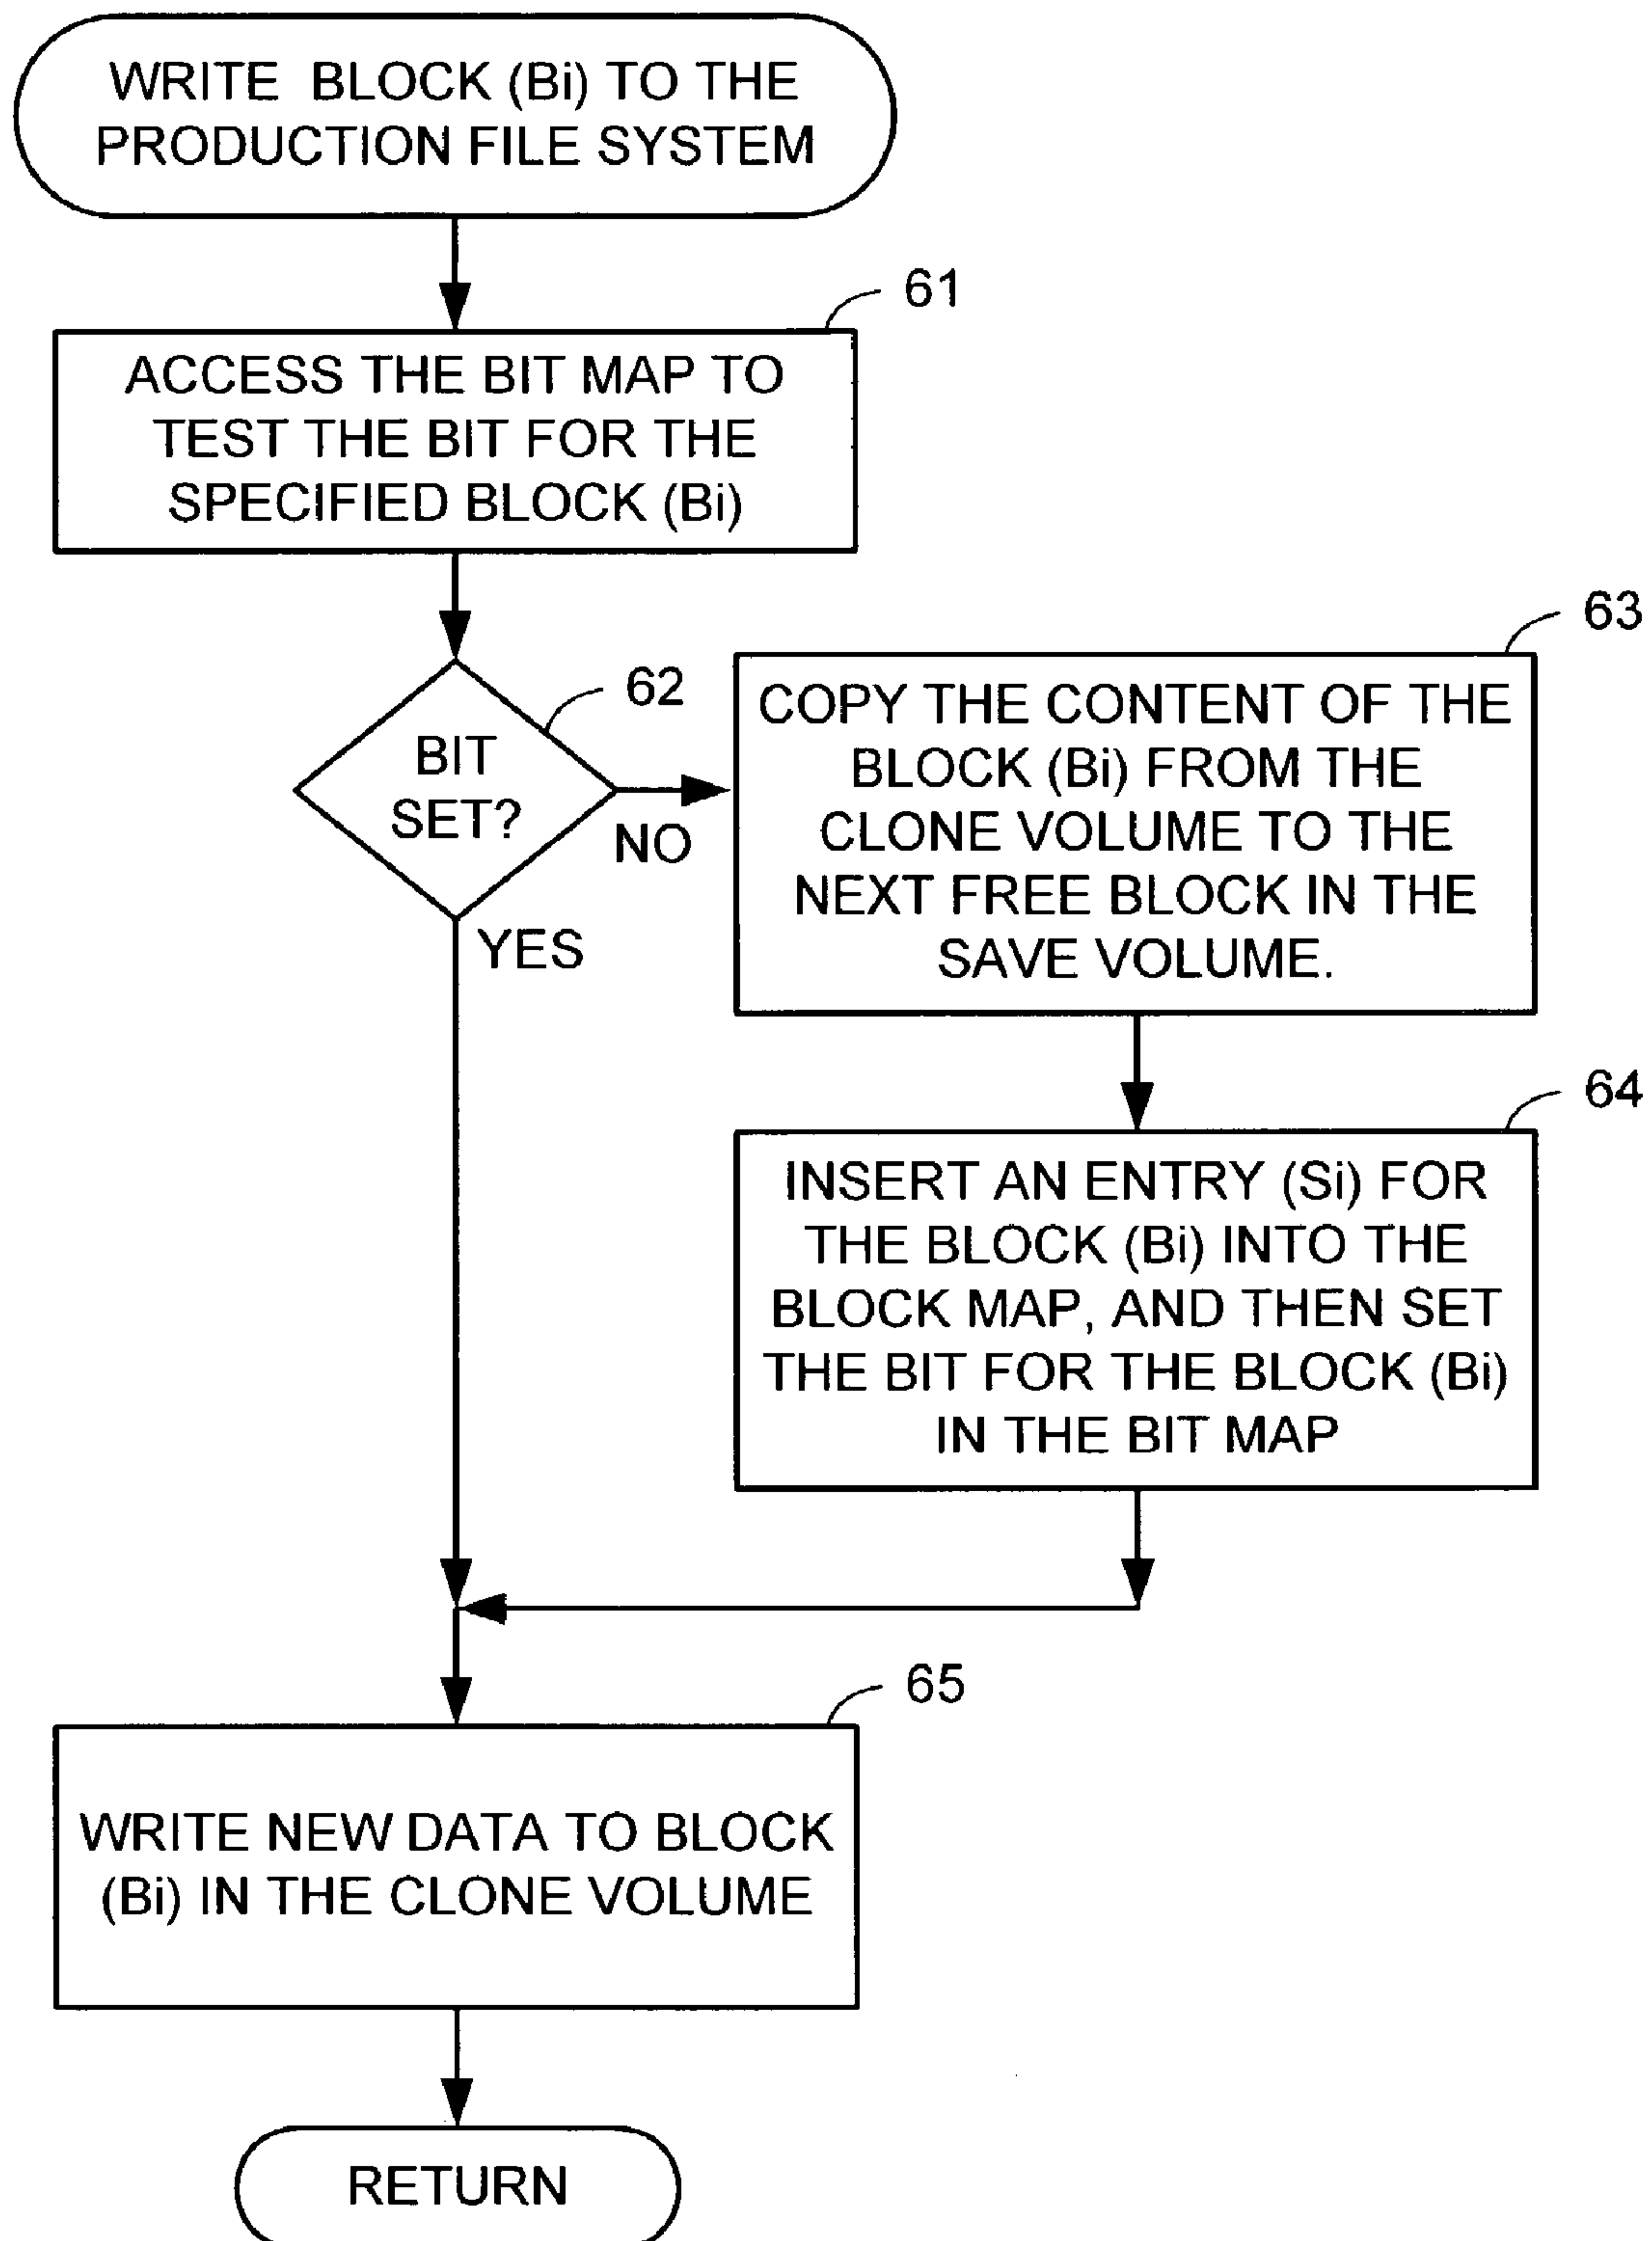 WRITE BLOCK (Bi) TO THE
PRODUCTION FILE SYSTEM
61
ACCESS THE BIT MAP TO
TEST THE BIT FOR THE
SPECIFIED BLOCK (Bi)
62
BIT
SET?
NO
YES
63
COPY THE CONTENT OF THE
BLOCK (Bi) FROM THE
CLONE VOLUME TO THE
NEXT FREE BLOCK IN THE
SAVE VOLUME.
64
INSERT AN ENTRY (Si) FOR
THE BLOCK (Bi) INTO THE
BLOCK MAP, AND THEN SET
THE BIT FOR THE BLOCK (Bi)
IN THE BIT MAP
65
WRITE NEW DATA TO BLOCK
(Bi) IN THE CLONE VOLUME
RETURN